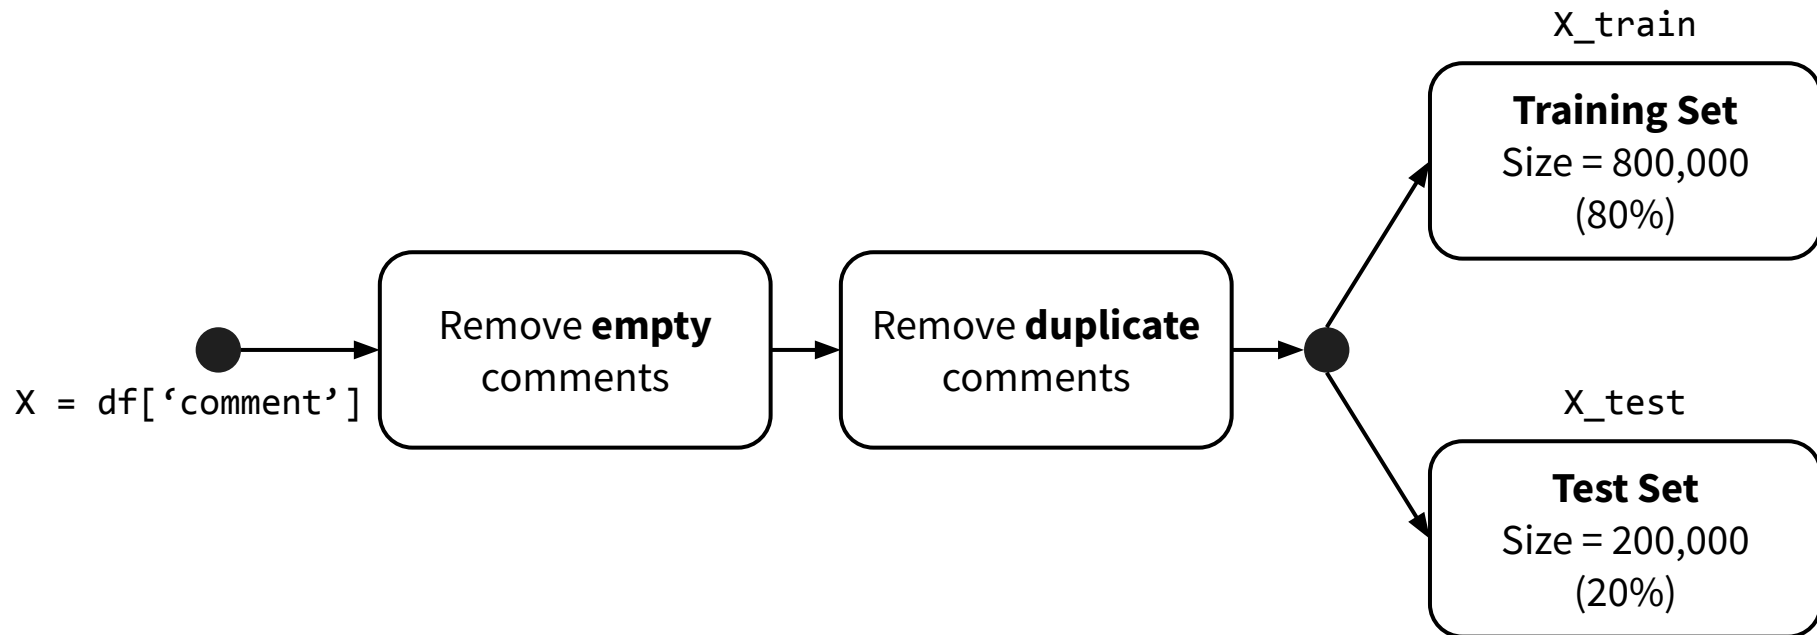 X = df[‘comment’]
Remove empty
comments
Remove duplicate
comments
X_train
Training Set
Size = 800,000
(80%)
X_test
Test Set
Size = 200,000
(20%)